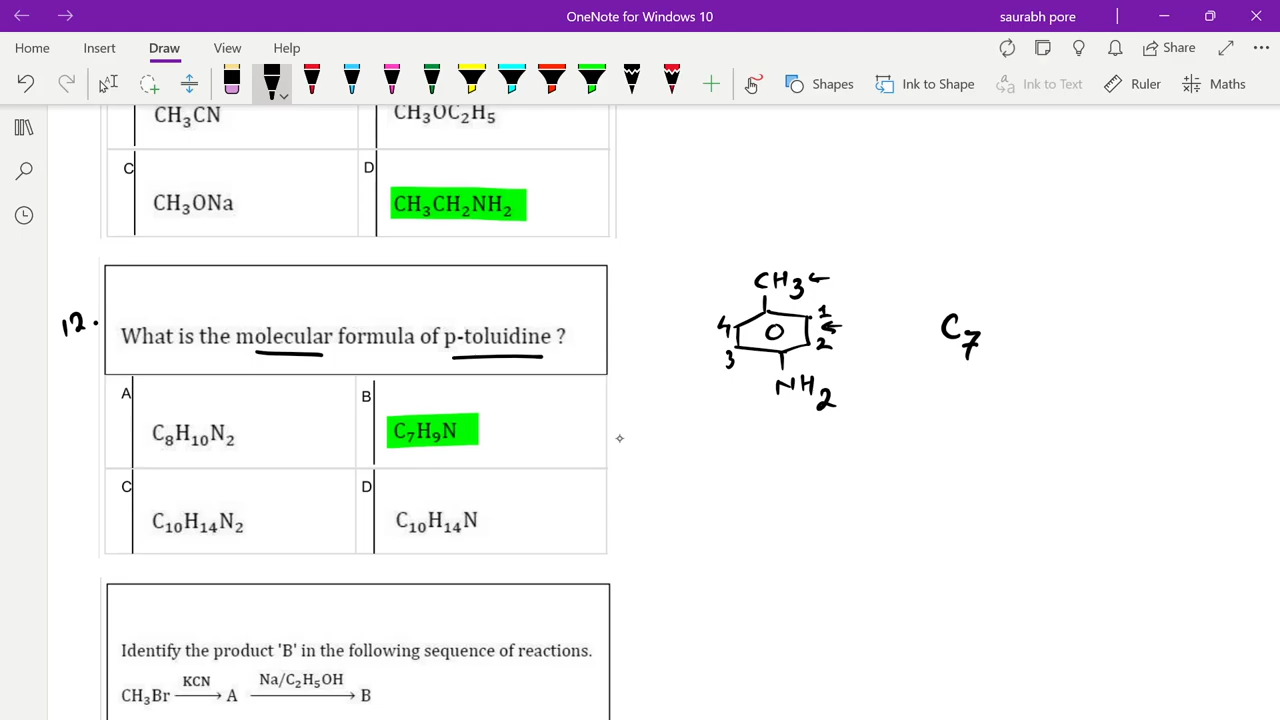 OneNote for Windows 10
saurabh pore
Home Insert Draw View Help
Share
Shapes Ink to Shape Ink to Text Ruler Maths
CH₃CN CH₃OC₂H₅
C D
CH₃ONa CH₃CH₂NH₂
12.
What is the molecular formula of p-toluidine ?
A B
C₈H₁₀N₂ C₇H₉N
C D
C₁₀H₁₄N₂ C₁₀H₁₄N
CH₃ ←
4 1
← 
3 2
NH₂
C₇
Identify the product 'B' in the following sequence of reactions.
KCN Na/C₂H₅OH
CH₃Br ⟶ A ⟶ B